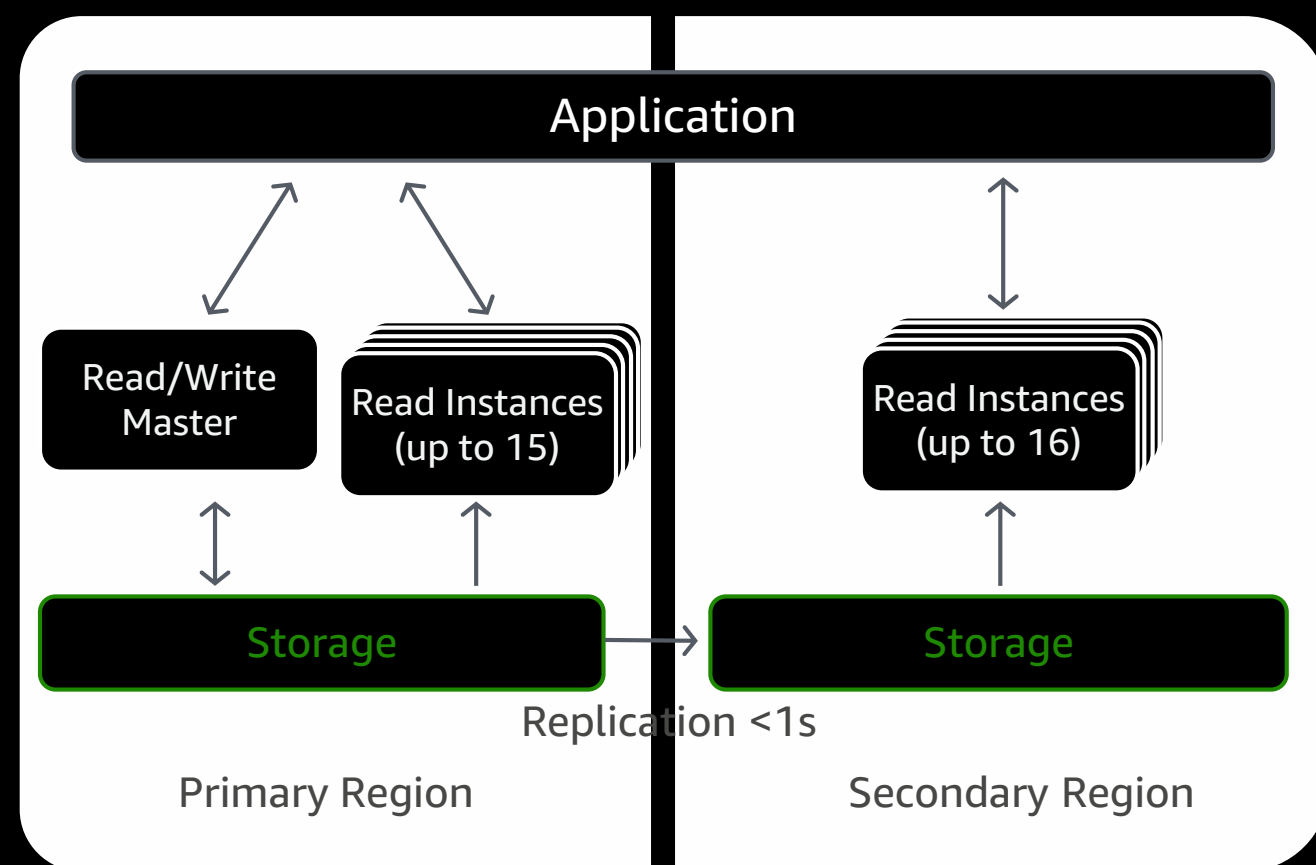 Application
Read/Write
Master
Read Instances
(up to 15)
Read Instances
(up to 16)
Storage
Storage
Replication <1s
Primary Region
Secondary Region